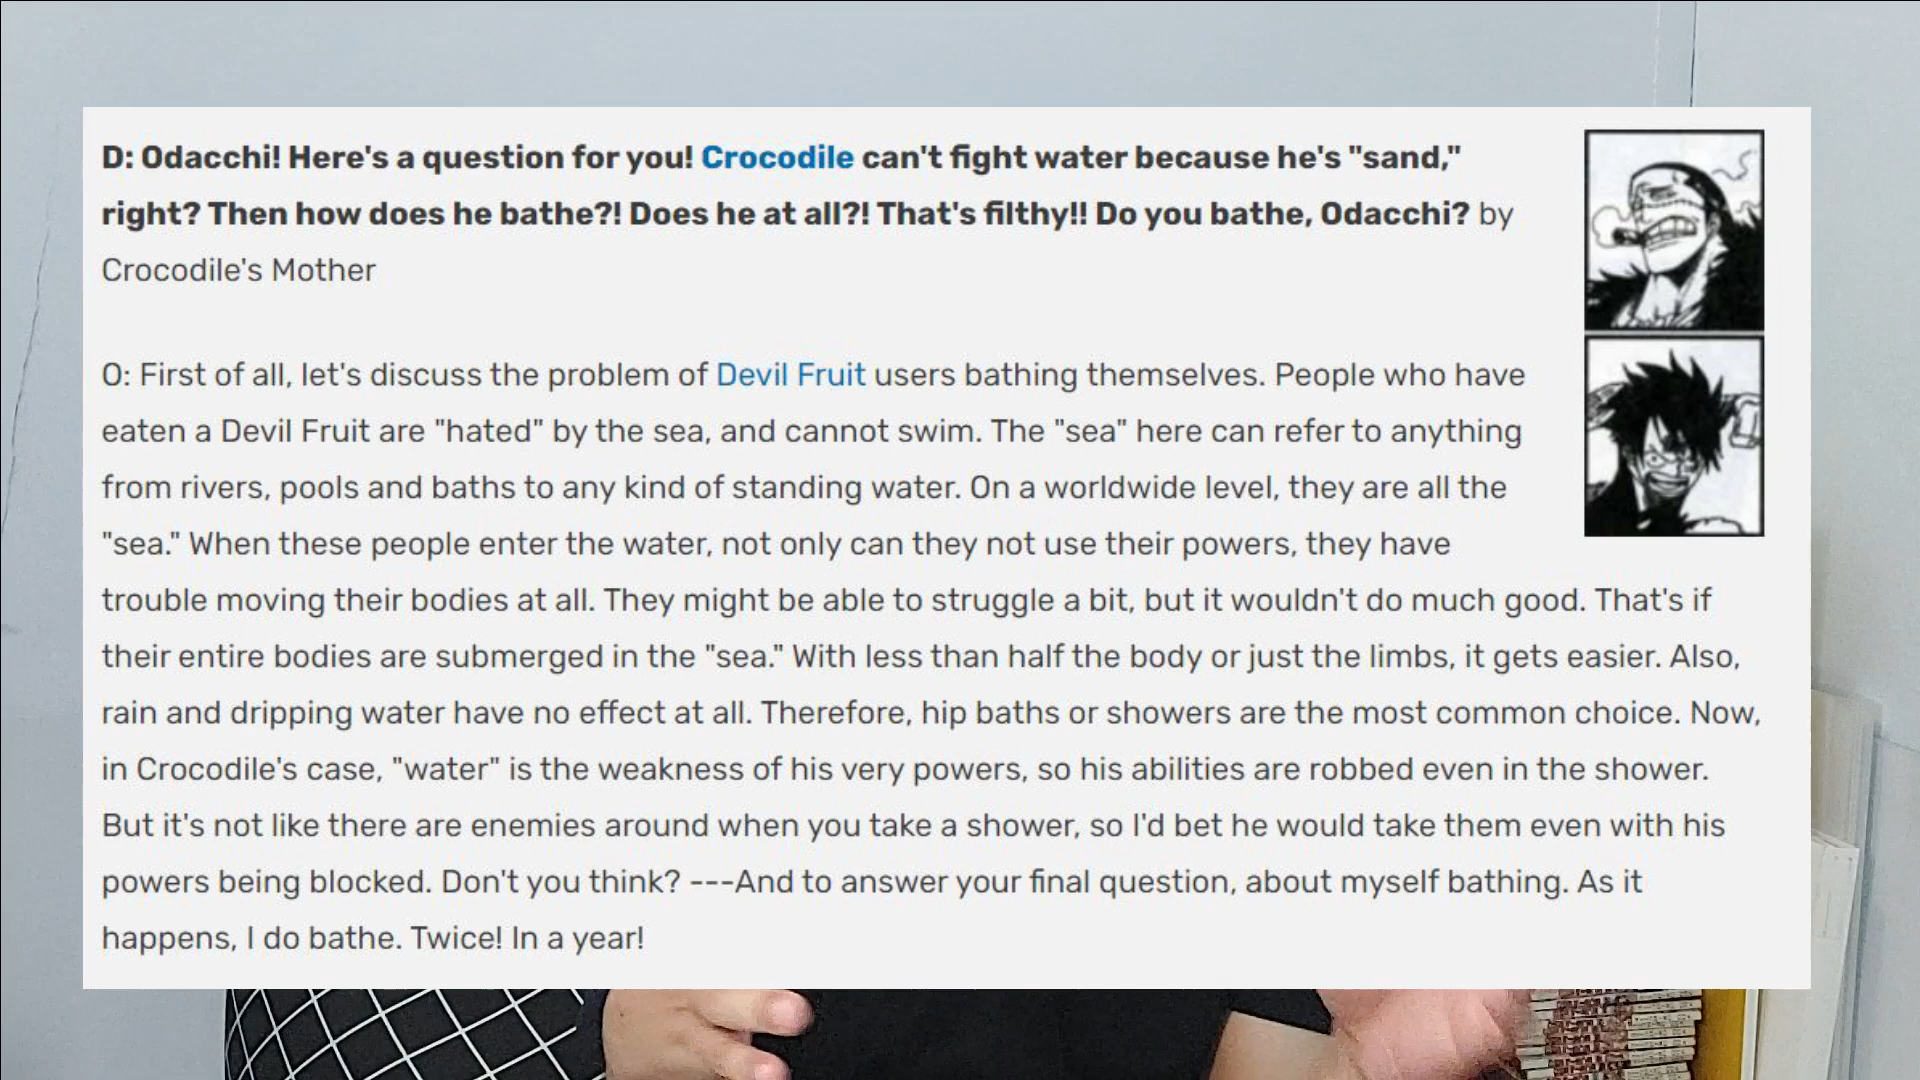 D: Odacchi! Here's a question for you! Crocodile can't fight water because he's "sand,"
right? Then how does he bathe?! Does he at all?! That's filthy!! Do you bathe, Odacchi? by
Crocodile's Mother
O: First of all, let's discuss the problem of Devil Fruit users bathing themselves. People who have
eaten a Devil Fruit are "hated" by the sea, and cannot swim. The "sea" here can refer to anything
from rivers, pools and baths to any kind of standing water. On a worldwide level, they are all the
"sea." When these people enter the water, not only can they not use their powers, they have
trouble moving their bodies at all. They might be able to struggle a bit, but it wouldn't do much good. That's if
their entire bodies are submerged in the "sea." With less than half the body or just the limbs, it gets easier. Also,
rain and dripping water have no effect at all. Therefore, hip baths or showers are the most common choice. Now,
in Crocodile's case, "water" is the weakness of his very powers, so his abilities are robbed even in the shower.
But it's not like there are enemies around when you take a shower, so I'd bet he would take them even with his
powers being blocked. Don't you think? ---And to answer your final question, about myself bathing. As it
happens, I do bathe. Twice! In a year!